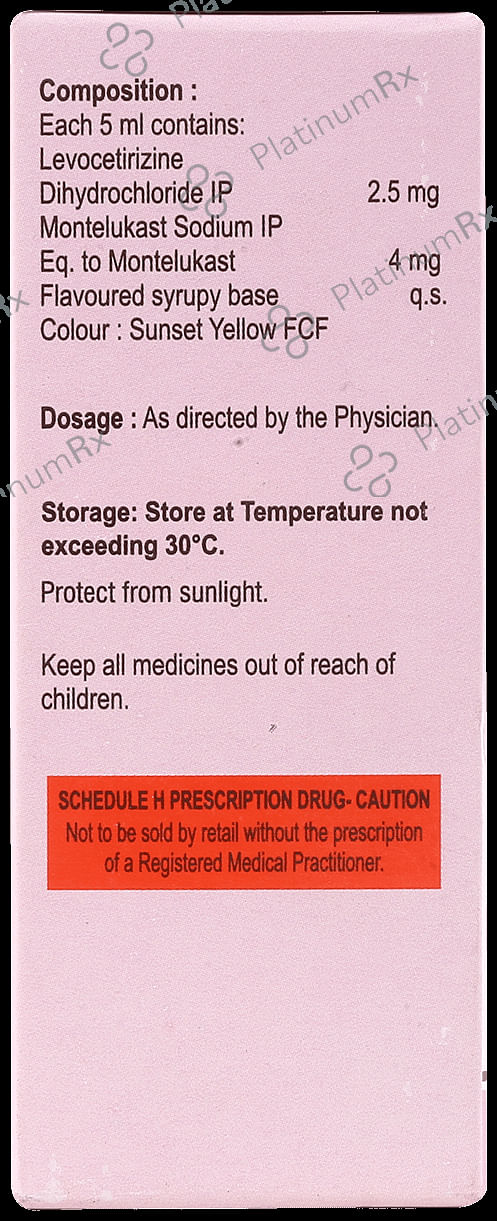 Composition :
Each 5 ml contains:
Levocetirizine
Dihydrochloride IP 2.5 mg
Montelukast Sodium IP
Eq. to Montelukast 4 mg
Flavoured syrupy base q.s.
Colour : Sunset Yellow FCF
Dosage : As directed by the Physician.
Storage: Store at Temperature not
exceeding 30°C.
Protect from sunlight.
Keep all medicines out of reach of
children.
SCHEDULE H PRESCRIPTION DRUG- CAUTION
Not to be sold by retail without the prescription
of a Registered Medical Practitioner.
PlatinumRx
PlatinumRx